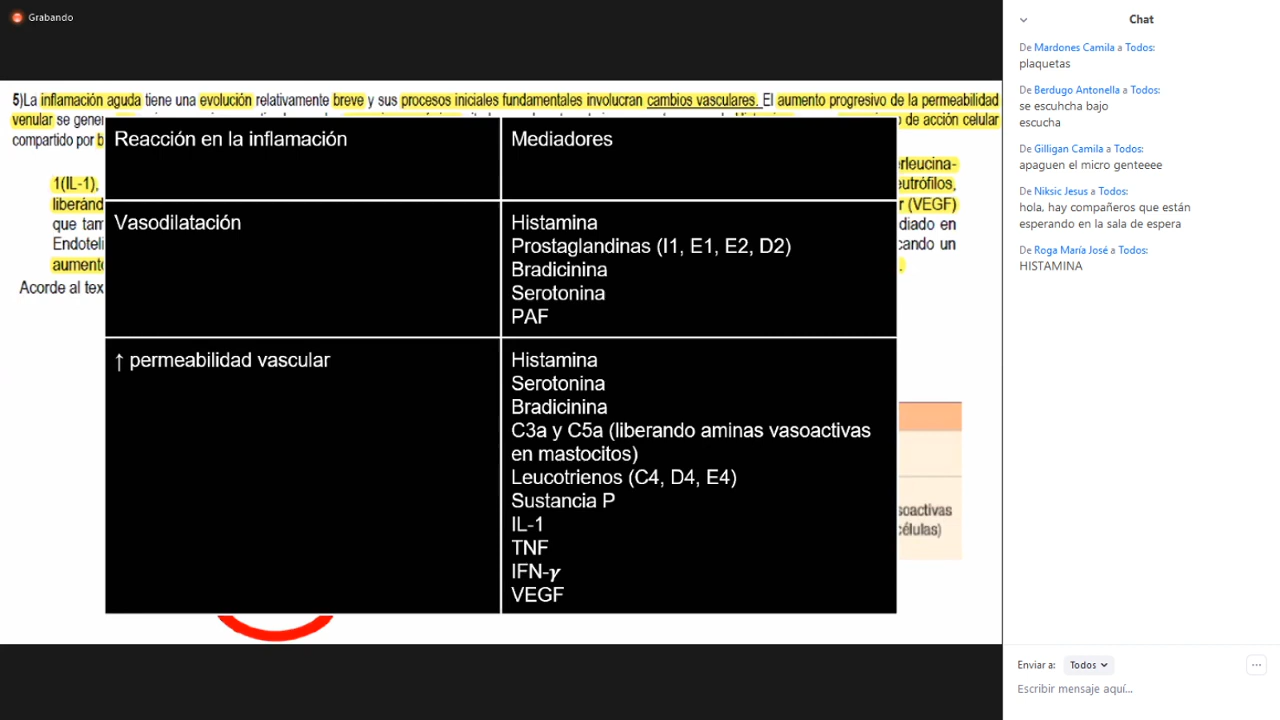 Grabando
5)La inflamación aguda tiene una evolución relativamente breve y sus procesos iniciales fundamentales involucran cambios vasculares. El aumento progresivo de la permeabilidad
venular se gener
o de acción celular
compartido por b
erleucina-
1(IL-1),
eutrófilos,
liberánd
r (VEGF)
que tam
diado en
Endoteli
cando un
aumento
Acorde al tex
Reacción en la inflamación
Mediadores
Vasodilatación
Histamina
Prostaglandinas (I1, E1, E2, D2)
Bradicinina
Serotonina
PAF
↑ permeabilidad vascular
Histamina
Serotonina
Bradicinina
C3a y C5a (liberando aminas vasoactivas
en mastocitos)
Leucotrienos (C4, D4, E4)
Sustancia P
IL-1
TNF
IFN-γ
VEGF
soactivas
células)
Chat
De Mardones Camila a Todos:
plaquetas
De Berdugo Antonella a Todos:
se escuhcha bajo
escucha
De Gilligan Camila a Todos:
apaguen el micro genteeee
De Niksic Jesus a Todos:
hola, hay compañeros que están
esperando en la sala de espera
De Roga María José a Todos:
HISTAMINA
Enviar a: Todos
Escribir mensaje aquí...